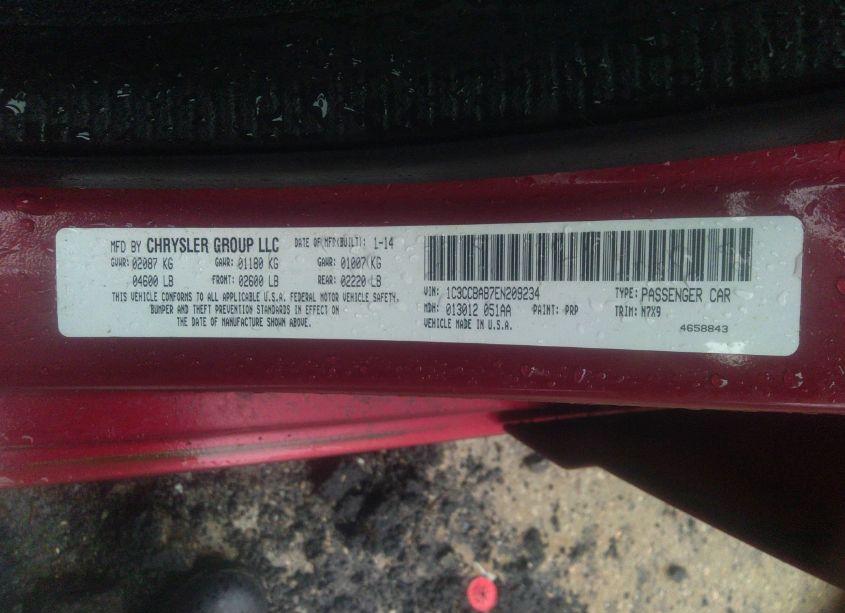 MFD BY CHRYSLER GROUP LLC DATE OF MFD(BUILT): 1-14
GVWR: 02087 KG GAWR: 01180 KG GAWR: 01007 KG
04600 LB FRONT: 02600 LB REAR: 02220 LB
THIS VEHICLE CONFORMS TO ALL APPLICABLE U.S.A. FEDERAL MOTOR VEHICLE SAFETY,
BUMPER AND THEFT PREVENTION STANDARDS IN EFFECT ON
THE DATE OF MANUFACTURE SHOWN ABOVE.
VIN: 1C3CCBAB7EN209234 TYPE: PASSENGER CAR
MDH: 013012 051AA PAINT: PRP TRIM: N7X9
VEHICLE MADE IN U.S.A. 4658843